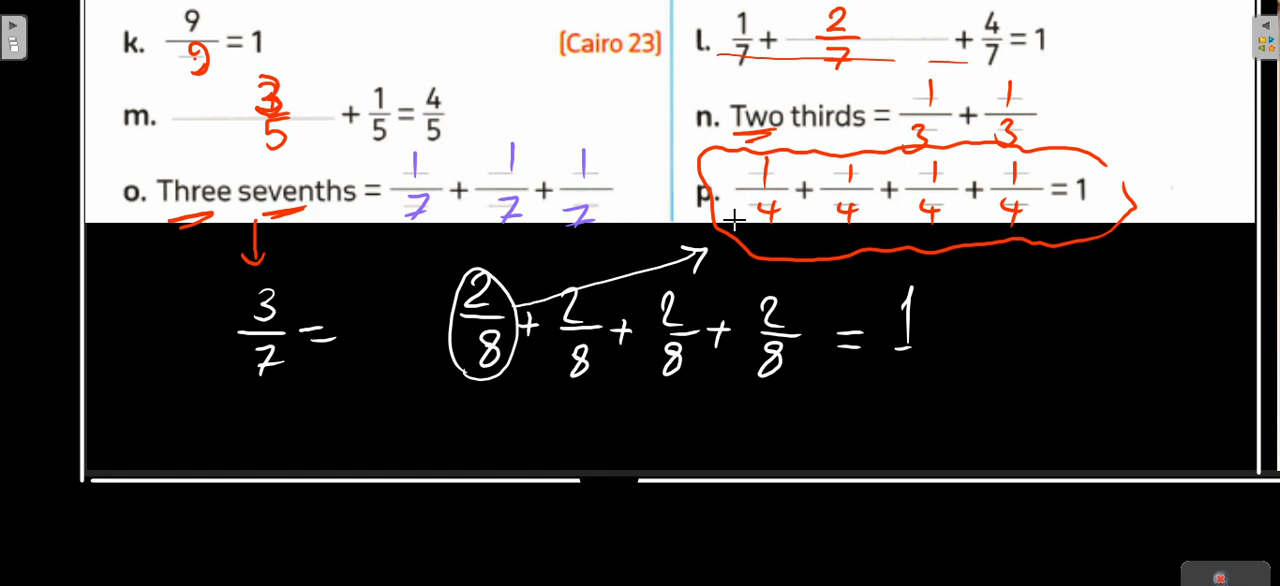 k. 9/9 = 1 [Cairo 23]
l. 1/7 + 2/7 + 4/7 = 1
m. 3/5 + 1/5 = 4/5
n. Two thirds = 1/3 + 1/3
o. Three sevenths = 1/7 + 1/7 + 1/7
p. 1/4 + 1/4 + 1/4 + 1/4 = 1
3/7 =
2/8 + 2/8 + 2/8 + 2/8 = 1